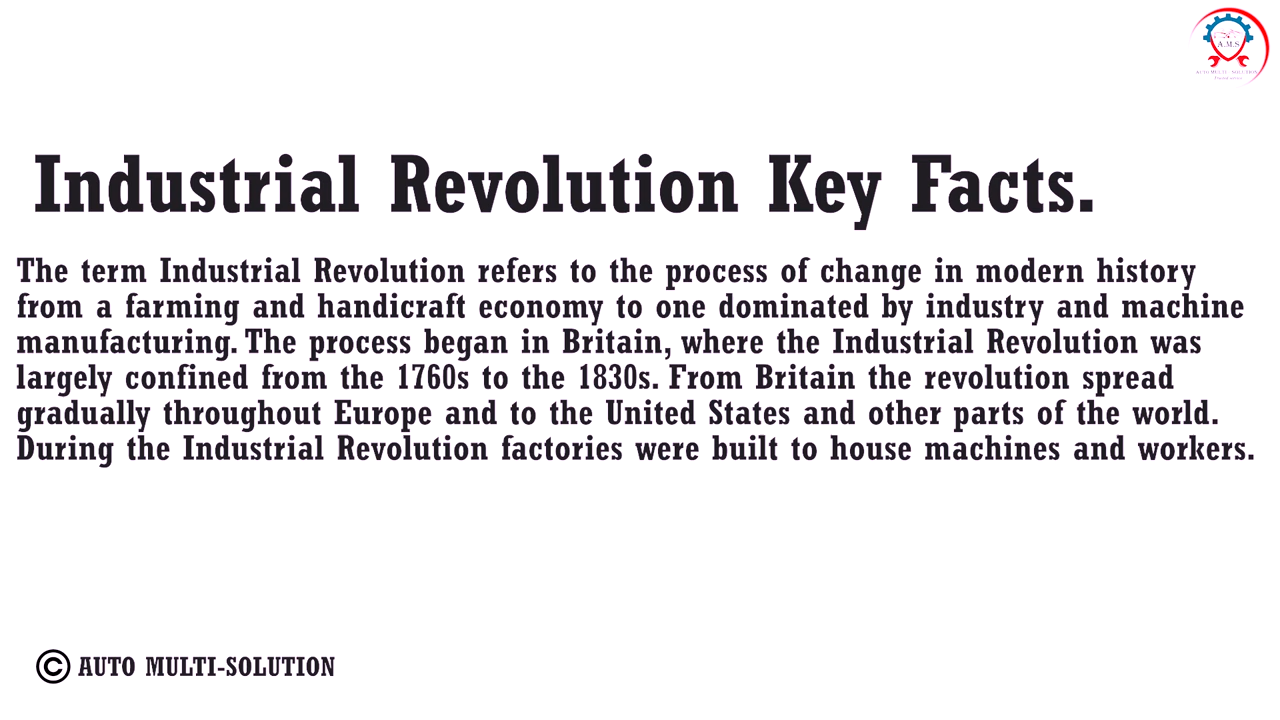 A.M.S
AUTO MULTI - SOLUTION
Industrial Revolution Key Facts.
The term Industrial Revolution refers to the process of change in modern history
from a farming and handicraft economy to one dominated by industry and machine
manufacturing. The process began in Britain, where the Industrial Revolution was
largely confined from the 1760s to the 1830s. From Britain the revolution spread
gradually throughout Europe and to the United States and other parts of the world.
During the Industrial Revolution factories were built to house machines and workers.
© AUTO MULTI-SOLUTION